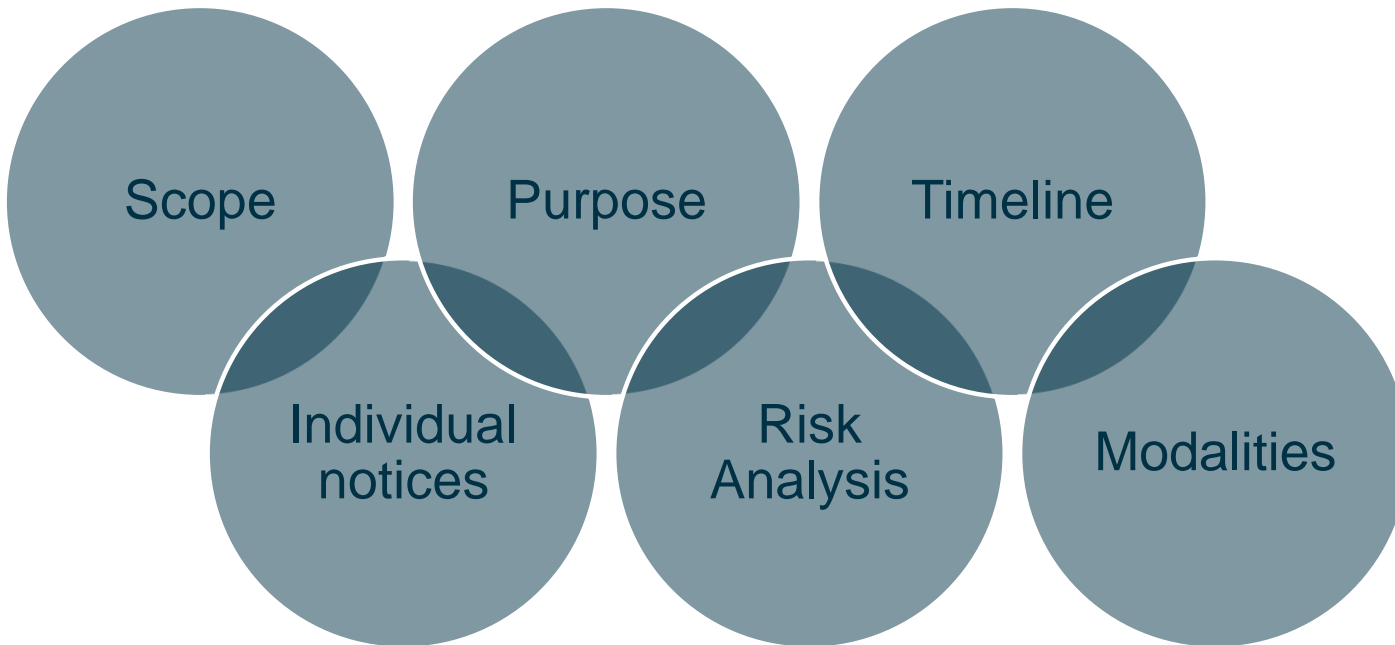 Scope
Purpose
Timeline
Individual
notices
Risk
Analysis
Modalities